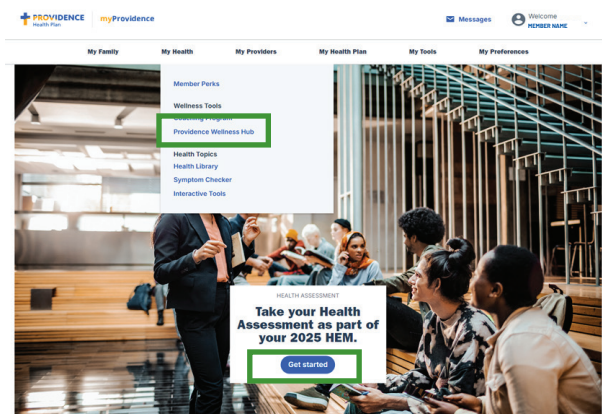 PROVIDENCE
Health Plan
myProvidence
Messages
Welcome
MEMBER NAME
My Family
My Health
My Providers
My Health Plan
My Tools
My Preferences
Member Perks
Wellness Tools
Coaching Program
Providence Wellness Hub
Health Topics
Health Library
Symptom Checker
Interactive Tools
HEALTH ASSESSMENT
Take your Health
Assessment as part of
your 2025 HEM.
Get started